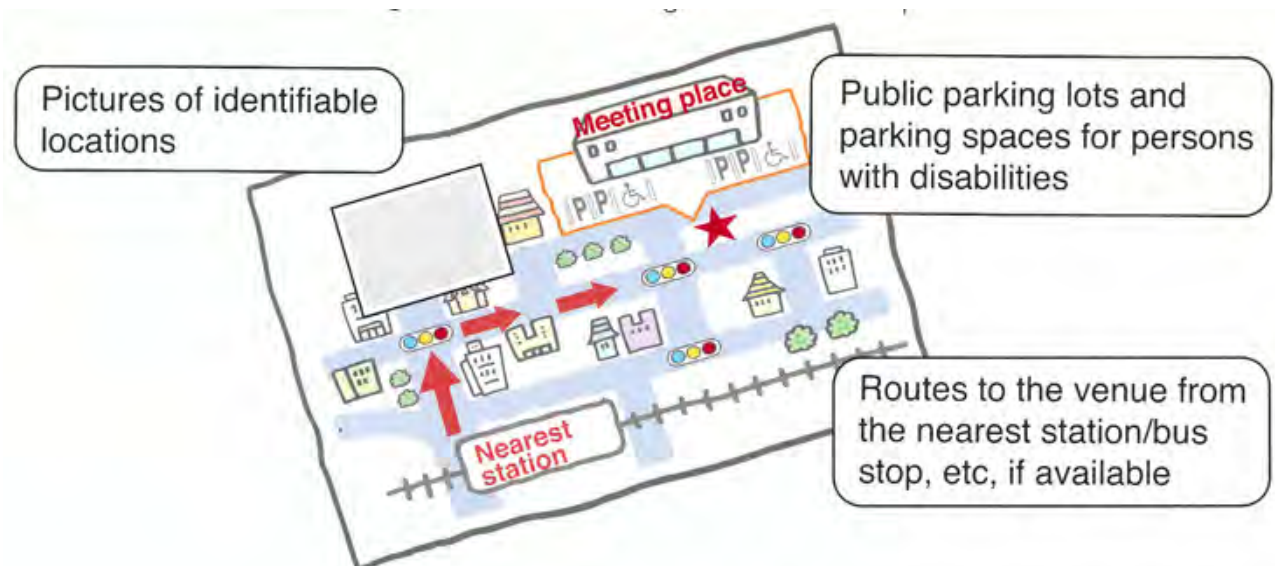 Pictures of identifiable
locations
Meeting place
Public parking lots and
parking spaces for persons
with disabilities
P P
P P
Nearest
station
Routes to the venue from
the nearest station/bus
stop, etc, if available